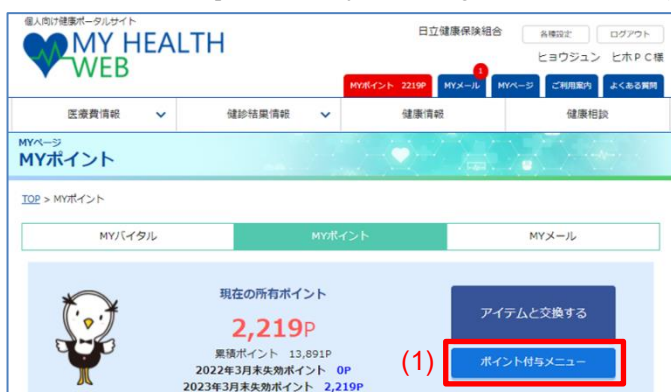 個人向け健康ポータルサイト
MY HEALTH
WEB
日立健康保険組合
各種設定
ログアウト
ヒョウジュン ヒホPC様
MYポイント 2219P
MYメール
1
MYページ
ご利用案内
よくある質問
医療費情報
健診結果情報
健康情報
健康相談
MYページ
MYポイント
TOP > MYポイント
MYバイタル
MYポイント
MYメール
現在の所有ポイント
2,219P
累積ポイント 13,891P
2022年3月末失効ポイント 0P
2023年3月末失効ポイント 2,219P
アイテムと交換する
(1)
ポイント付与メニュー